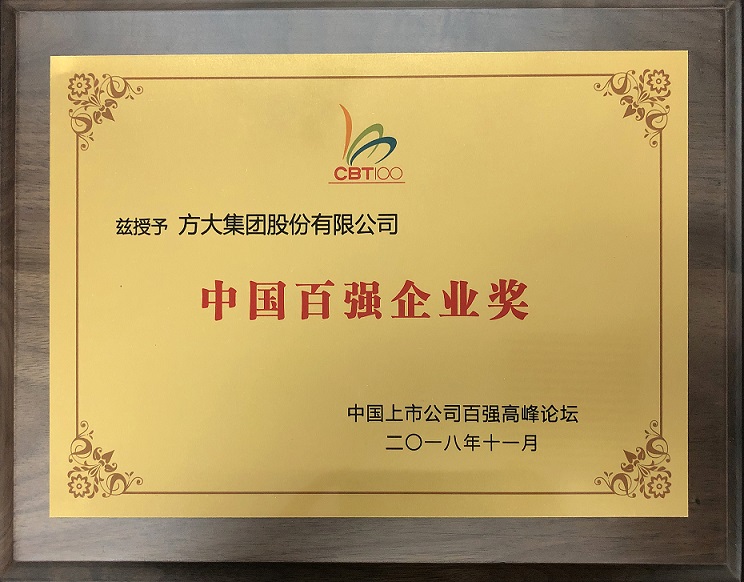 CBT100
兹授予 方大集团股份有限公司
中国百强企业奖
中国上市公司百强高峰论坛
二〇一八年十一月